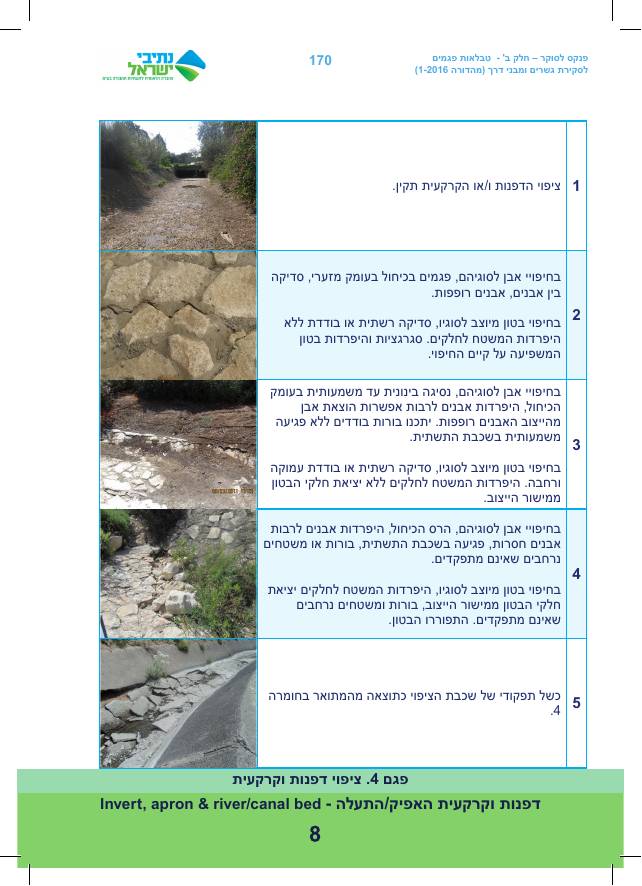 פנקס לסוקר – חלק ב' - טבלאות פגמים
לסקירת גשרים ומבני דרך (מהדורה 1-2016)
170
נתיבי
ישראל
1
ציפוי הדפנות ו/או הקרקעית תקין.
2
בחיפויי אבן לסוגיהם, פגמים בכיחול בעומק מזערי, סדיקה
בין אבנים, אבנים רופפות.
בחיפוי בטון מיוצב לסוגיו, סדיקה רשתית או בודדת ללא
היפרדות המשטח לחלקים. סגרגציות והיפרדות בטון
המשפיעה על קיים החיפוי.
3
בחיפויי אבן לסוגיהם, נסיגה בינונית עד משמעותית בעומק
הכיחול, היפרדות אבנים לרבות אפשרות הוצאת אבן
מהייצוב האבנים רופפות. יתכנו בורות בודדים ללא פגיעה
משמעותית בשכבת התשתית.
בחיפוי בטון מיוצב לסוגיו, סדיקה רשתית או בודדת עמוקה
ורחבה. היפרדות המשטח לחלקים ללא יציאת חלקי הבטון
ממישור הייצוב.
4
בחיפויי אבן לסוגיהם, הרס הכיחול, היפרדות אבנים לרבות
אבנים חסרות, פגיעה בשכבת התשתית, בורות או משטחים
נרחבים שאינם מתפקדים.
בחיפוי בטון מיוצב לסוגיו, היפרדות המשטח לחלקים יציאת
חלקי הבטון ממישור הייצוב, בורות ומשטחים נרחבים
שאינם מתפקדים. התפוררו הבטון.
5
כשל תפקודי של שכבת הציפוי כתוצאה מהמתואר בחומרה
4.
פגם 4. ציפוי דפנות וקרקעית
דפנות וקרקעית האפיק/התעלה - Invert, apron & river/canal bed
8